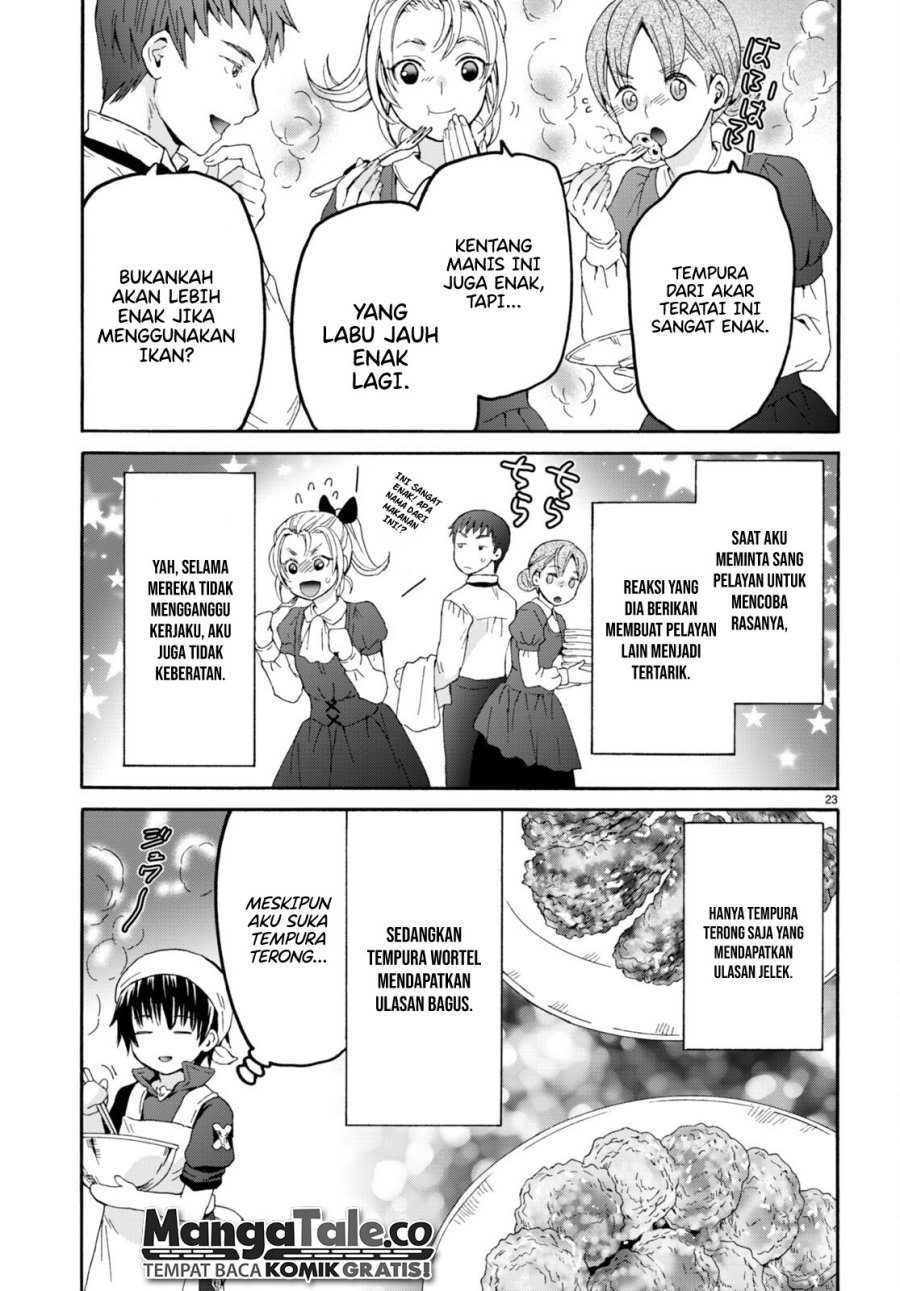 はふーはふ
TEMPURA
DARI AKAR
TERATAI INI
SANGAT ENAK.
KENTANG
MANIS INI
JUGA ENAK,
TAPI...
YANG
LABU JAUH
ENAK
LAGI.
BUKANKAH
AKAN LEBIH
ENAK JIKA
MENGGUNAKAN
IKAN?
SAAT AKU
MEMINTA SANG
PELAYAN UNTUK
MENCOBA
RASANYA,
REAKSI YANG
DIA BERIKAN
MEMBUAT PELAYAN
LAIN MENJADI
TERTARIK.
ちらちら
INI SANGAT
ENAK! APA
NAMA DARI
MAKANAN
INI!?
YAH, SELAMA
MEREKA TIDAK
MENGGANGGU
KERJAKU, AKU
JUGA TIDAK
KEBERATAN.
23
HANYA TEMPURA
TERONG SAJA YANG
MENDAPATKAN
ULASAN JELEK.
SEDANGKAN
TEMPURA WORTEL
MENDAPATKAN
ULASAN BAGUS.
MESKIPUN
AKU SUKA
TEMPURA
TERONG...
ジュワー
MangaTale.co
TEMPAT BACA KOMIK GRATIS!